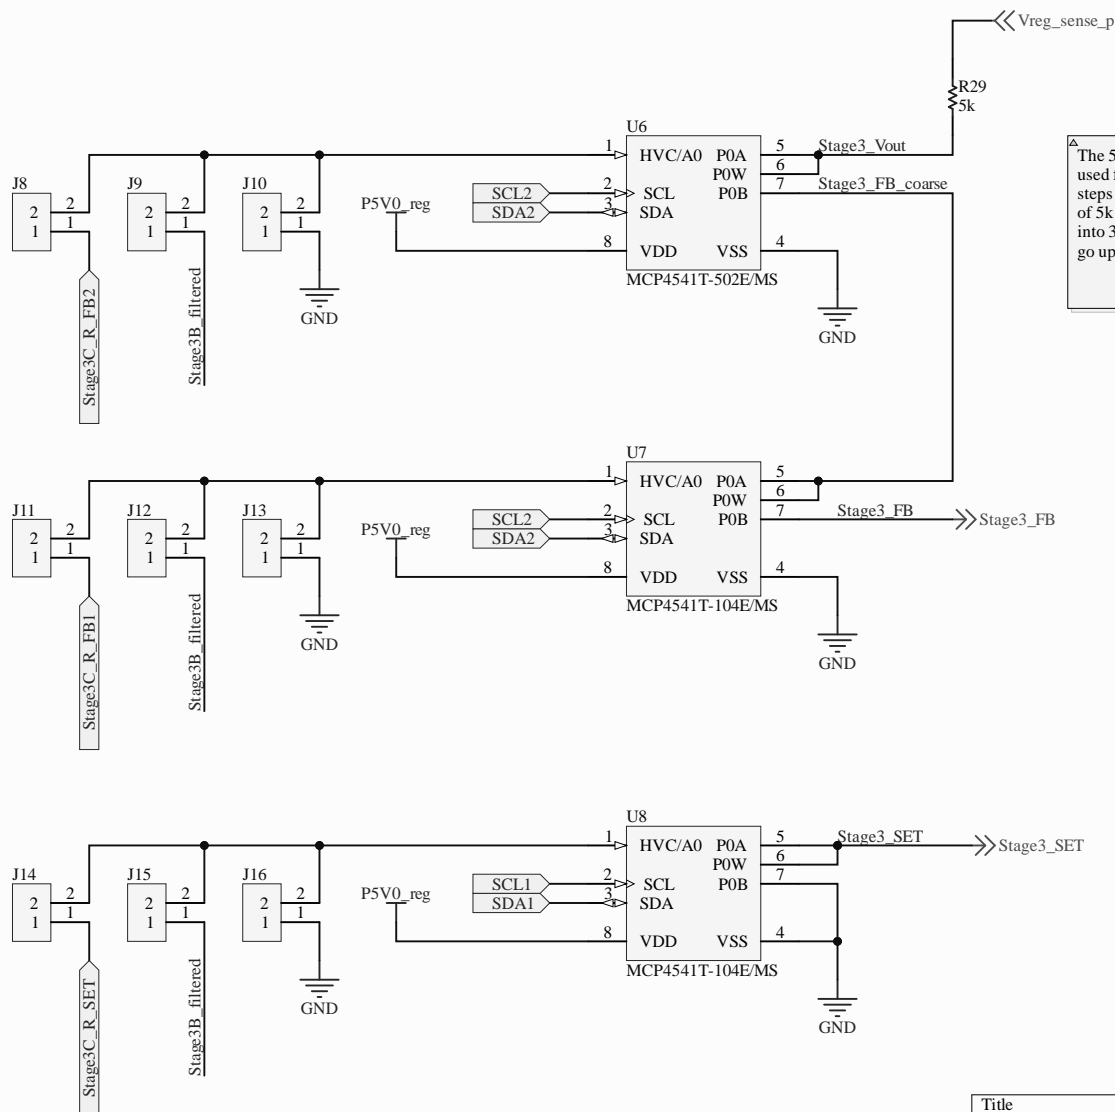 Vreg_sense_p
R29
5k
U6
1 HVC/A0 P0A 5 Stage3_Vout
P0W 6
SCL2 2 SCL P0B 7 Stage3_FB_coarse
SDA2 3 SDA
P5V0_reg
8 VDD VSS 4
MCP4541T-502E/MS
GND
J8
2 2
1 1
Stage3C_R_FB2
J9
2 2
1 1
Stage3B_filtered
J10
2 2
1 1
GND
The 5
used f
steps
of 5k
into 3
go up
U7
1 HVC/A0 P0A 5
P0W 6
SCL2 2 SCL P0B 7 Stage3_FB Stage3_FB
SDA2 3 SDA
P5V0_reg
8 VDD VSS 4
MCP4541T-104E/MS
GND
J11
2 2
1 1
Stage3C_R_FB1
J12
2 2
1 1
Stage3B_filtered
J13
2 2
1 1
GND
U8
1 HVC/A0 P0A 5 Stage3_SET Stage3_SET
P0W 6
SCL1 2 SCL P0B 7
SDA1 3 SDA
P5V0_reg
8 VDD VSS 4
MCP4541T-104E/MS
GND
J14
2 2
1 1
Stage3C_R_SET
J15
2 2
1 1
Stage3B_filtered
J16
2 2
1 1
GND
Title